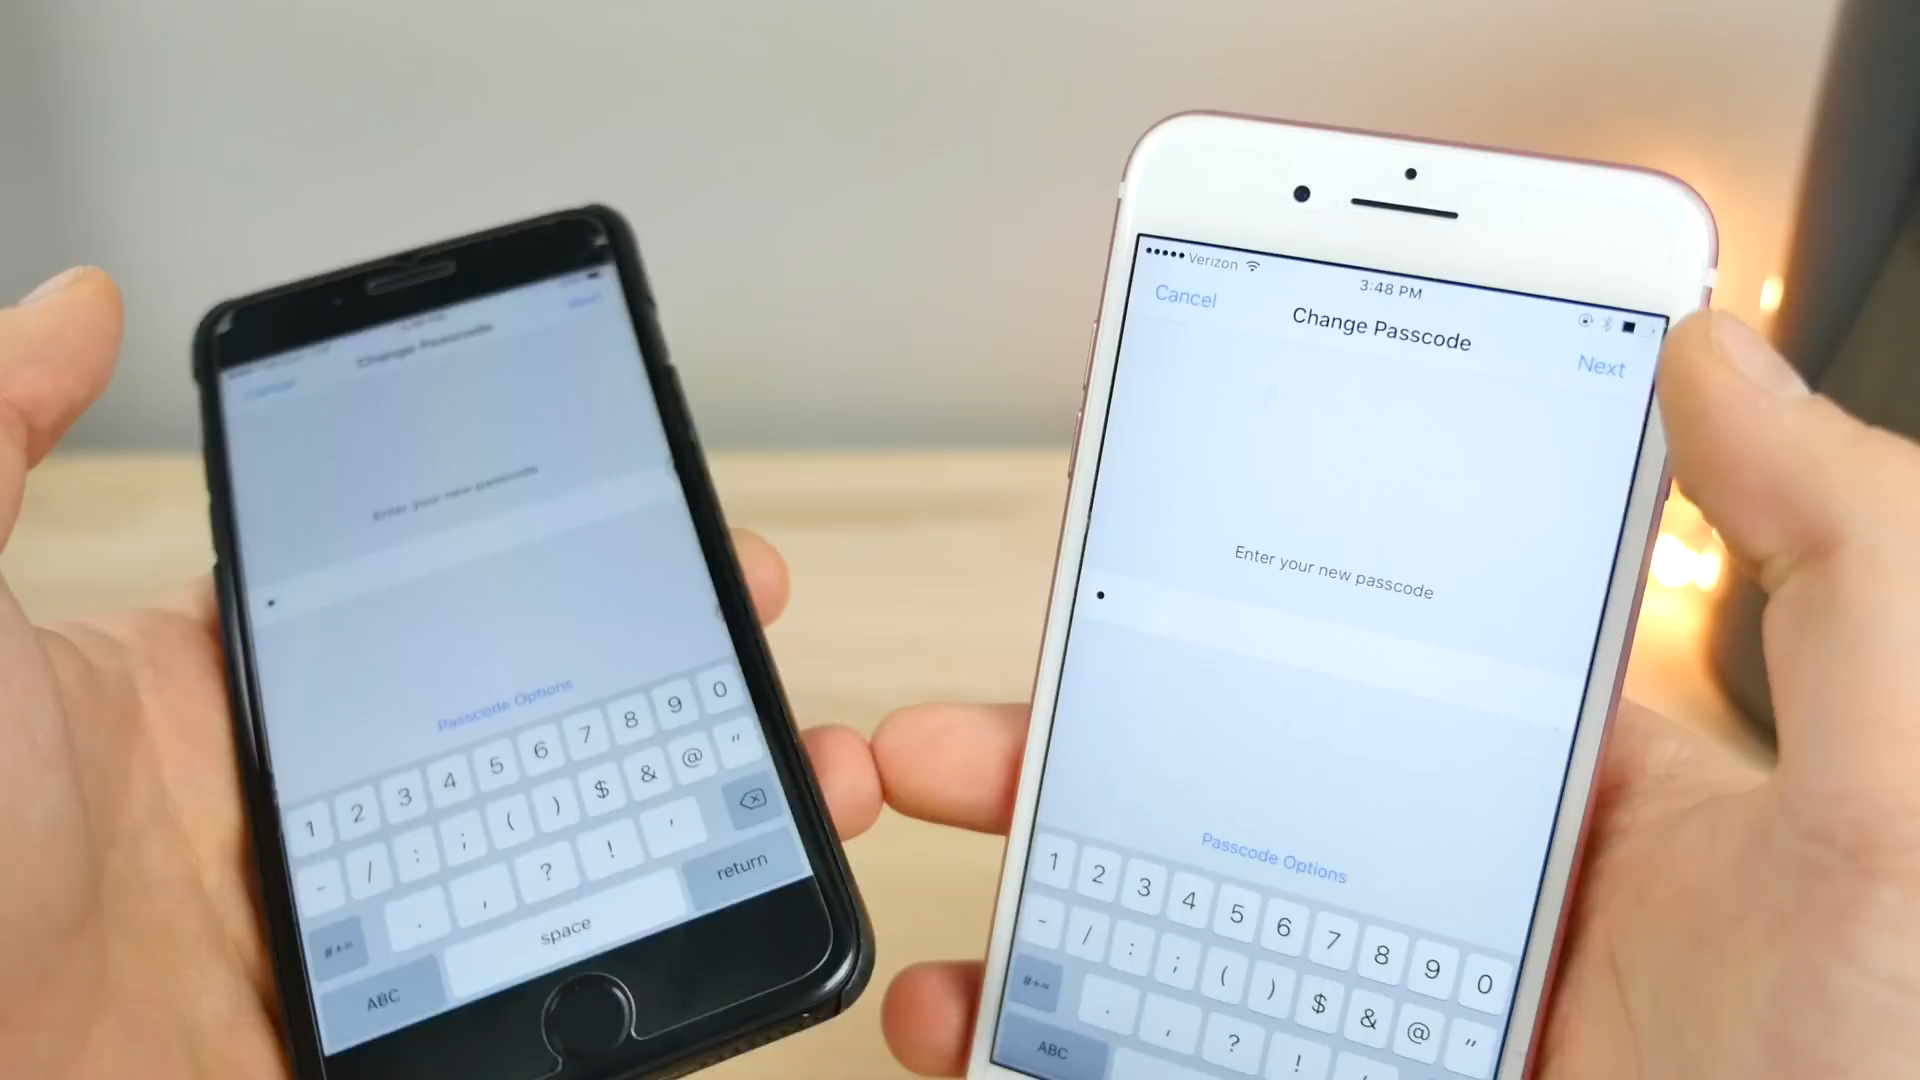 Change Passcode
Next
Cancel
Enter your new passcode
Passcode Options
1 2 3 4 5 6 7 8 9 0
- / : ; ( ) $ & @ "
#+= . , ? ! '
ABC space return
Verizon 3:48 PM
Cancel Change Passcode Next
Enter your new passcode
Passcode Options
1 2 3 4 5 6 7 8 9 0
- / : ; ( ) $ & @ "
#+= . , ? ! '
ABC